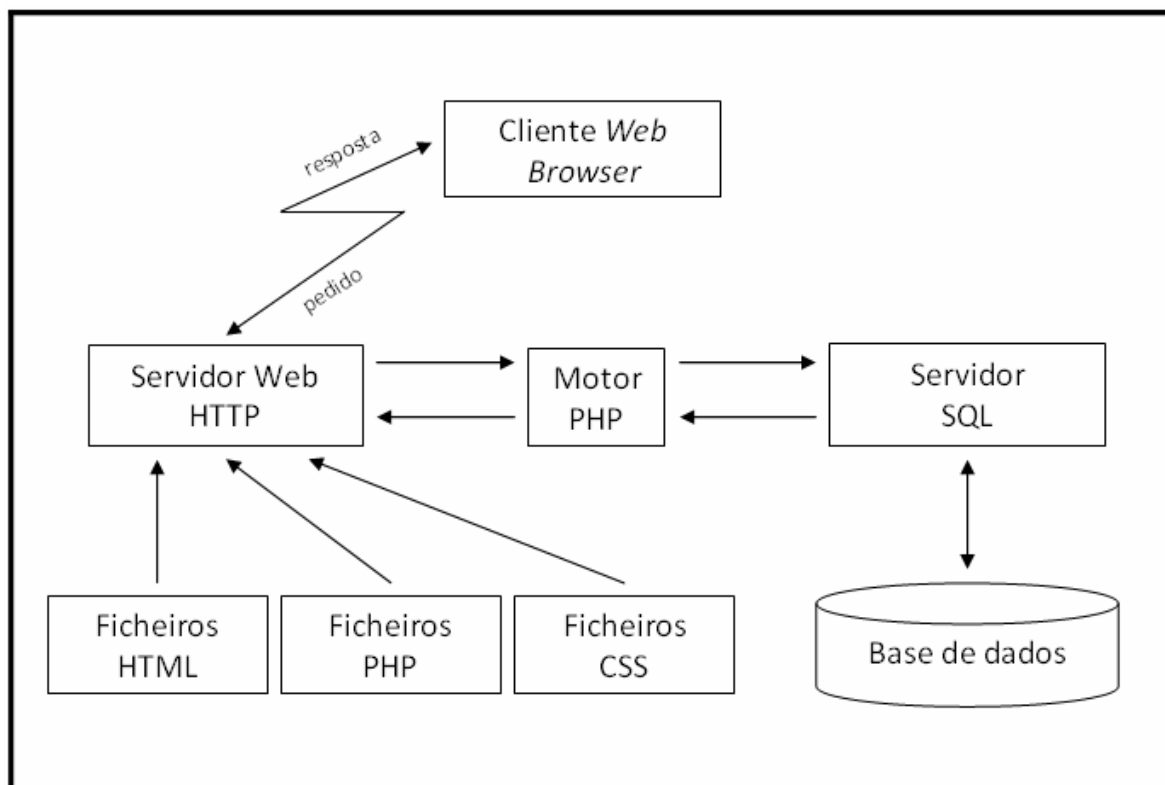 Cliente Web
Browser
resposta
pedido
Servidor Web
HTTP
Motor
PHP
Servidor
SQL
Ficheiros
HTML
Ficheiros
PHP
Ficheiros
CSS
Base de dados